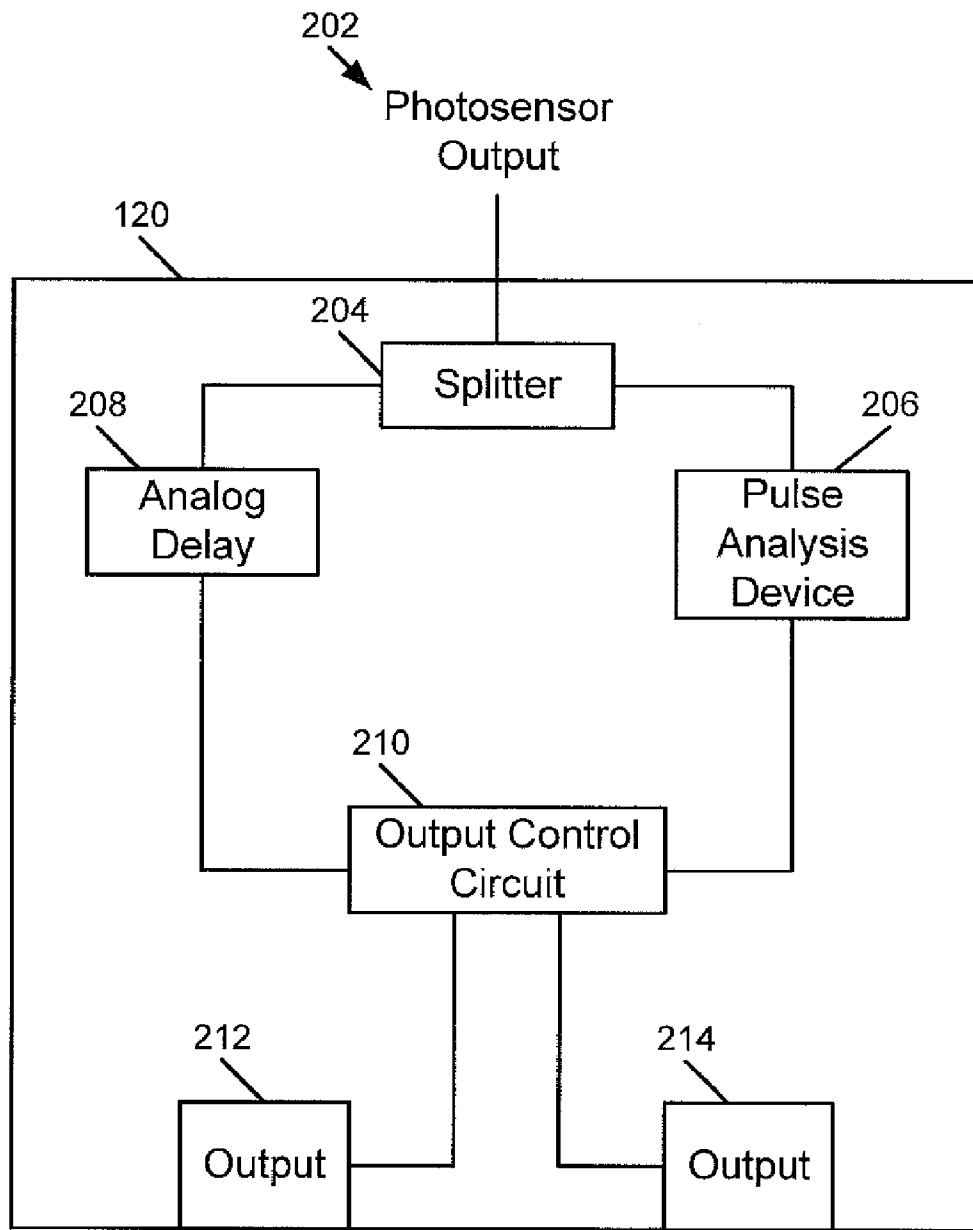 202
Photosensor
Output
120
204
Splitter
208
206
Analog
Delay
Pulse
Analysis
Device
210
Output Control
Circuit
212
214
Output
Output